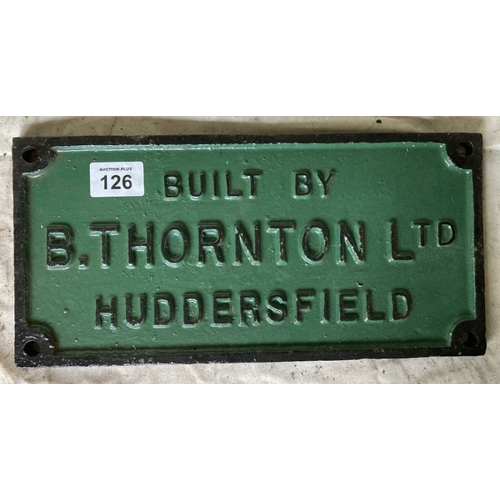 AUCTION-PLUS
126
BUILT BY
B.THORNTON LTD
HUDDERSFIELD